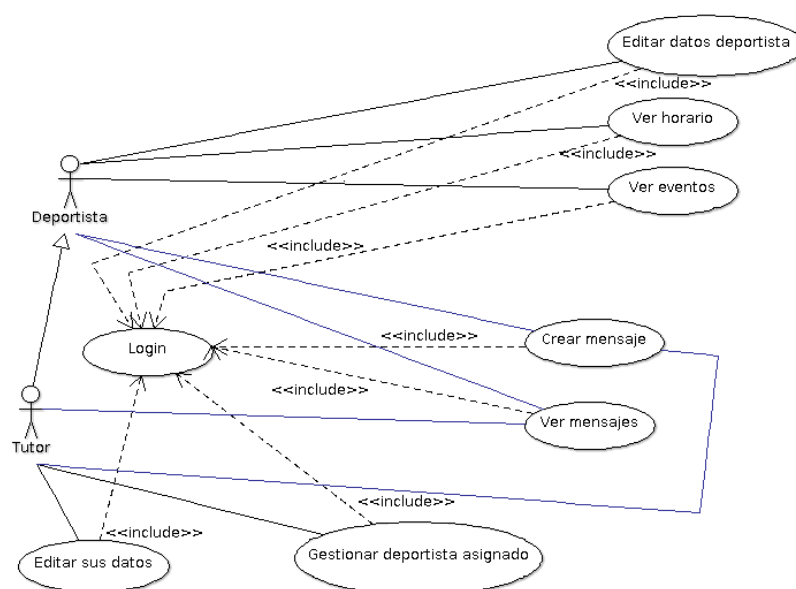 Editar datos deportista
<<include>>
Ver horario
<<include>>
Ver eventos
Deportista
<<include>>
<<include>>
Crear mensaje
Login
<<include>>
Ver mensajes
Tutor
<<include>>
<<include>>
Gestionar deportista asignado
Editar sus datos